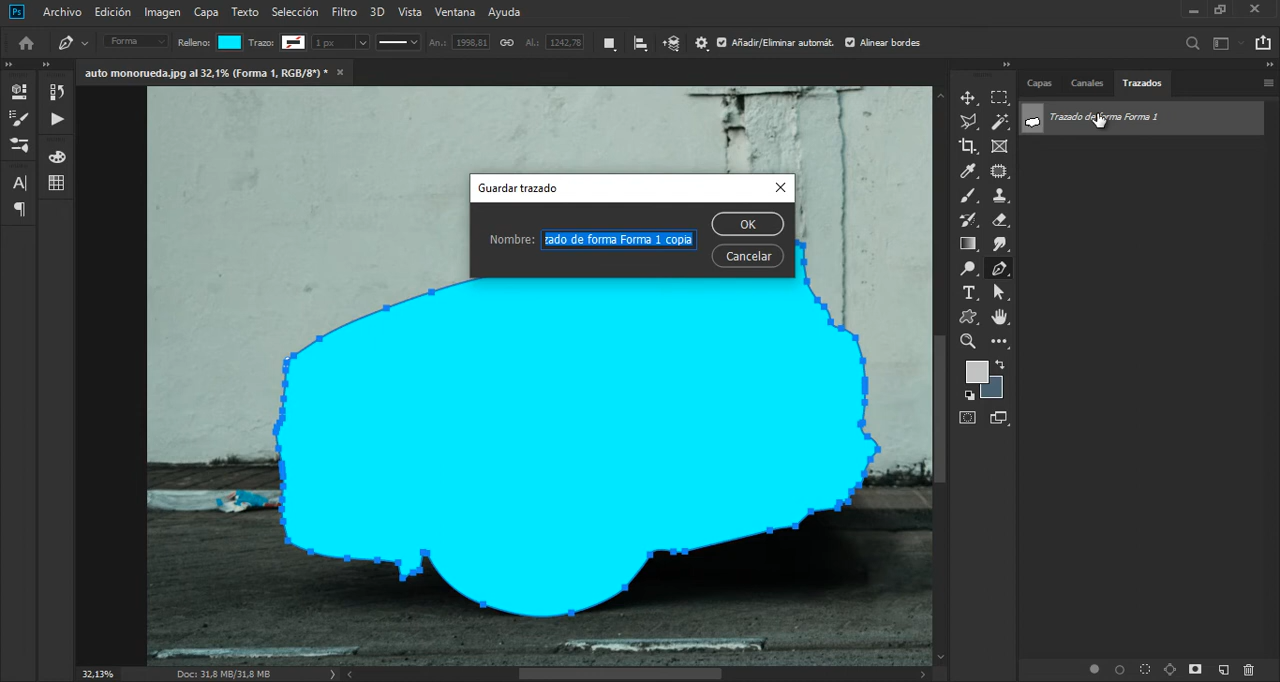 Ps Archivo Edición Imagen Capa Texto Selección Filtro 3D Vista Ventana Ayuda
Forma Relleno: Trazo: 1 px An.: 1998,81 Al.: 1242,78 Añadir/Eliminar automát. Alinear bordes
auto monorueda.jpg al 32,1% (Forma 1, RGB/8*) *
Capas Canales Trazados
Trazado de forma Forma 1
Guardar trazado
Nombre: zado de forma Forma 1 copia
OK
Cancelar
32,13% Doc: 31,8 MB/31,8 MB